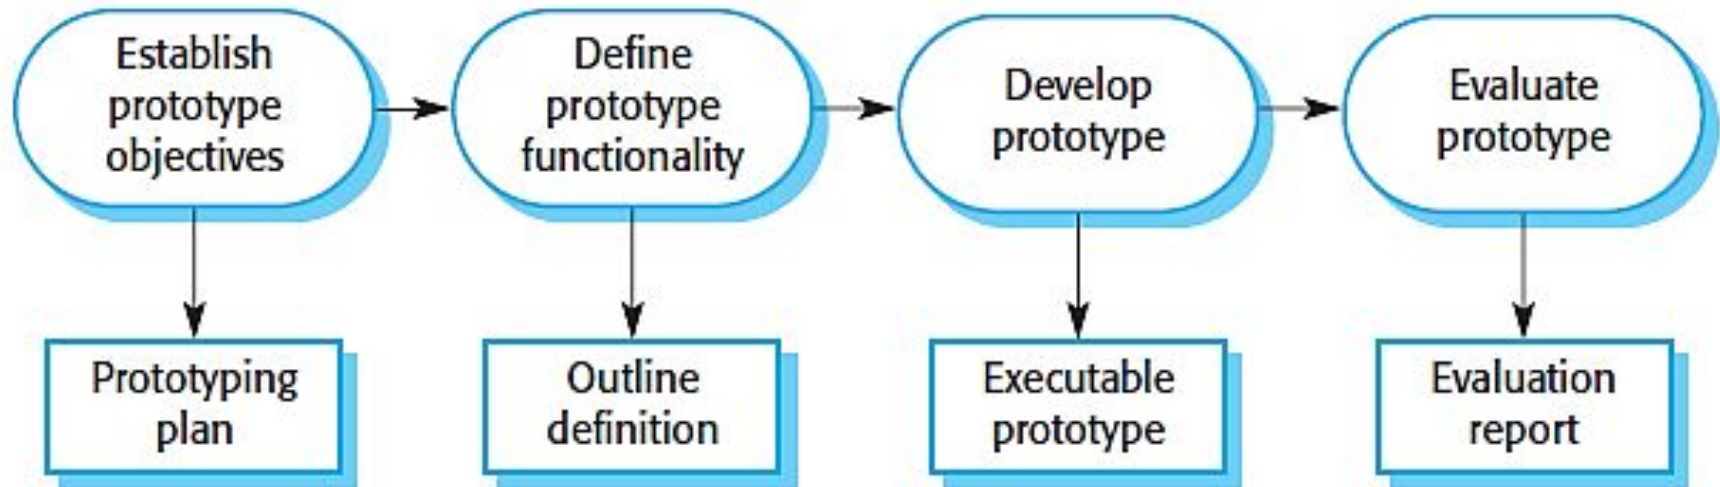 Establish
prototype
objectives
Define
prototype
functionality
Develop
prototype
Evaluate
prototype
Prototyping
plan
Outline
definition
Executable
prototype
Evaluation
report